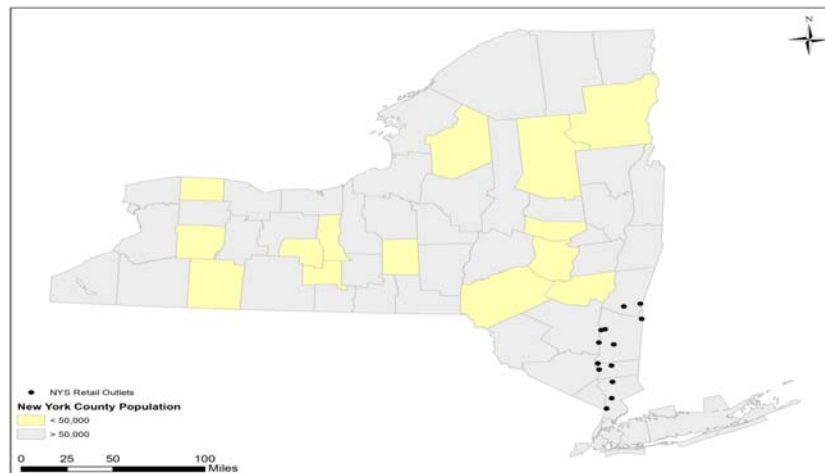 N
NYS Retail Outlets
New York County Population
< 50,000
> 50,000
0 25 50 100
Miles